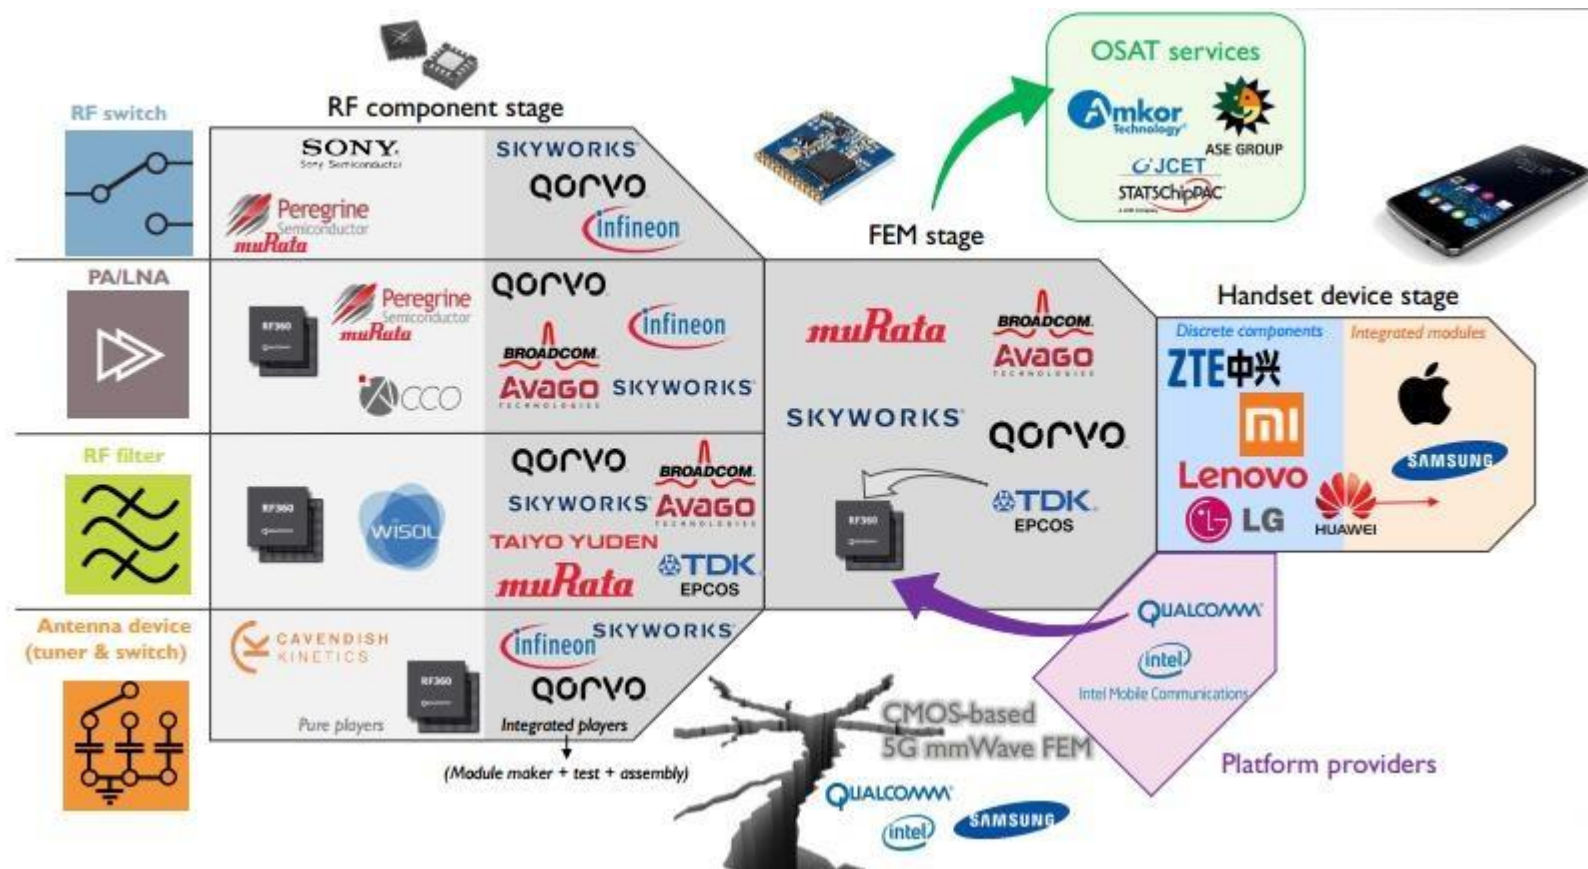 OSAT services
Amkor
Technology®
ASE GROUP
JCET
STATSChipPAC
RF component stage
RF switch
SONY.
Sony Semiconductor
SKYWORKS®
QORVO
Peregrine
Semiconductor
muRata
infineon
FEM stage
PA/LNA
RF360
Peregrine
Semiconductor
muRata
ACCO
QORVO
infineon
BROADCOM.
AVAGO
TECHNOLOGIES
SKYWORKS®
muRata
BROADCOM.
AVAGO
TECHNOLOGIES
SKYWORKS®
QORVO
RF360
TDK
EPCOS
Handset device stage
Discrete components
Integrated modules
ZTE中兴
mi
Lenovo
LG
HUAWEI
SAMSUNG
RF filter
RF360
WISOL
QORVO
BROADCOM.
SKYWORKS®
AVAGO
TECHNOLOGIES
TAIYO YUDEN
muRata
TDK
EPCOS
Antenna device
(tuner & switch)
CAVENDISH
KINETICS
RF360
infineon
SKYWORKS®
QORVO
Pure players
Integrated players
(Module maker + test + assembly)
QUALCOMM®
intel
Intel Mobile Communications
Platform providers
CMOS-based
5G mmWave FEM
QUALCOMM®
intel
SAMSUNG